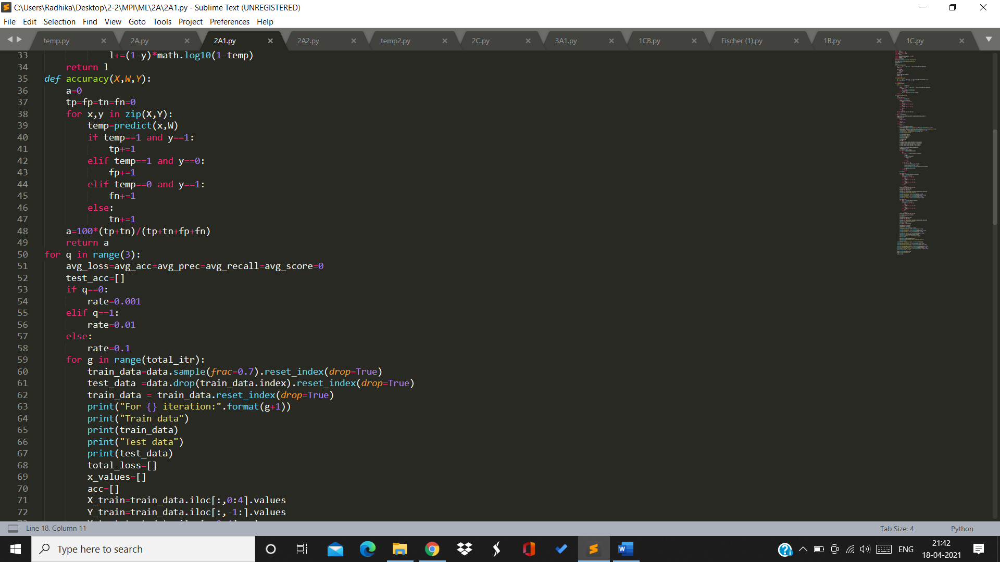 C:\Users\Radhika\Desktop\2-2\MPI\ML\2A\2A1.py - Sublime Text (UNREGISTERED)
File Edit Selection Find View Goto Tools Project Preferences Help
temp.py 2A.py 2A1.py 2A2.py temp2.py 2C.py 3A1.py 1CB.py Fischer (1).py 1B.py 1C.py
33 l+=(1-y)*math.log10(1-temp)
34 return l
35 def accuracy(X,W,Y):
36 a=0
37 tp=fp=tn=fn=0
38 for x,y in zip(X,Y):
39 temp=predict(x,W)
40 if temp==1 and y==1:
41 tp+=1
42 elif temp==1 and y==0:
43 fp+=1
44 elif temp==0 and y==1:
45 fn+=1
46 else:
47 tn+=1
48 a=100*(tp+tn)/(tp+tn+fp+fn)
49 return a
50 for q in range(3):
51 avg_loss=avg_acc=avg_prec=avg_recall=avg_score=0
52 test_acc=[]
53 if q==0:
54 rate=0.001
55 elif q==1:
56 rate=0.01
57 else:
58 rate=0.1
59 for g in range(total_itr):
60 train_data=data.sample(frac=0.7).reset_index(drop=True)
61 test_data =data.drop(train_data.index).reset_index(drop=True)
62 train_data = train_data.reset_index(drop=True)
63 print("For {} iteration:".format(g+1))
64 print("Train data")
65 print(train_data)
66 print("Test data")
67 print(test_data)
68 total_loss=[]
69 x_values=[]
70 acc=[]
71 X_train=train_data.iloc[:,0:4].values
72 Y_train=train_data.iloc[:,-1:].values
Line 18, Column 11 Tab Size: 4 Python
Type here to search
ENG
21:42
18-04-2021